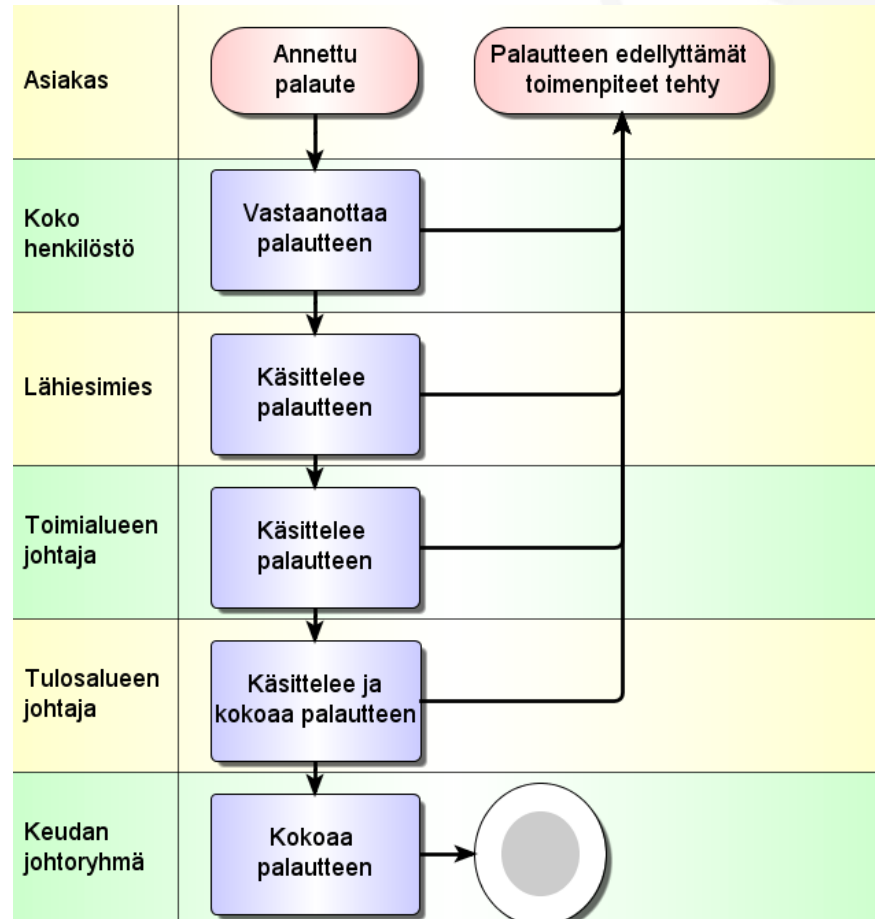 Asiakas
Annettu
palaute
Palautteen edellyttämät
toimenpiteet tehty
Koko
henkilöstö
Vastaanottaa
palautteen
Lähiesimies
Käsittelee
palautteen
Toimialueen
johtaja
Käsittelee
palautteen
Tulosalueen
johtaja
Käsittelee ja
kokoaa palautteen
Keudan
johtoryhmä
Kokoaa
palautteen